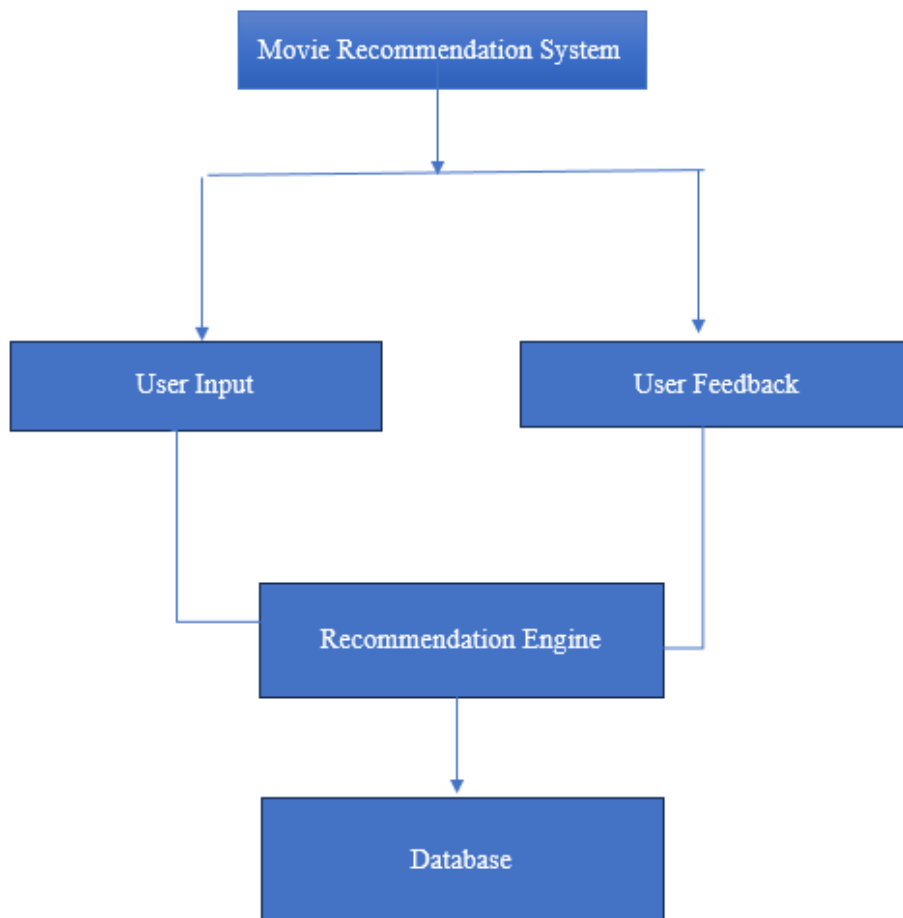 Movie Recommendation System
User Input
User Feedback
Recommendation Engine
Database